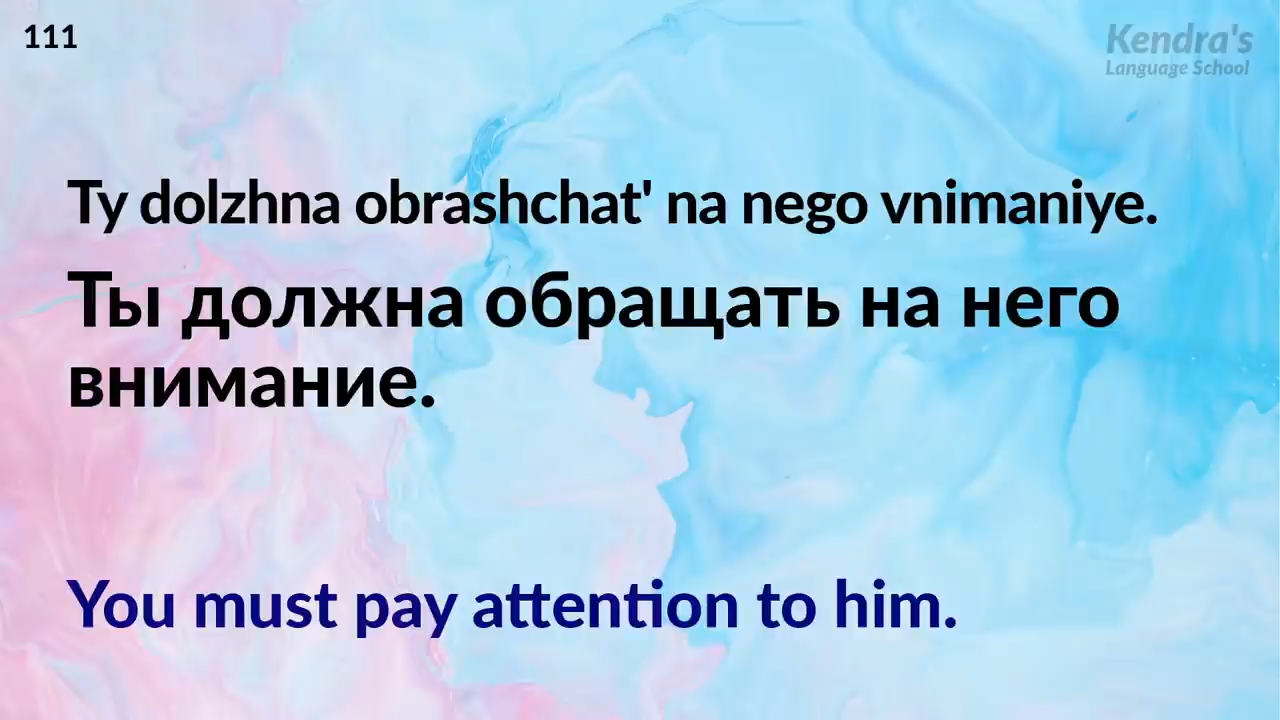 111
Kendra's
Language School
Ty dolzhna obrashchat' na nego vnimaniye.
Ты должна обращать на него
внимание.
You must pay attention to him.